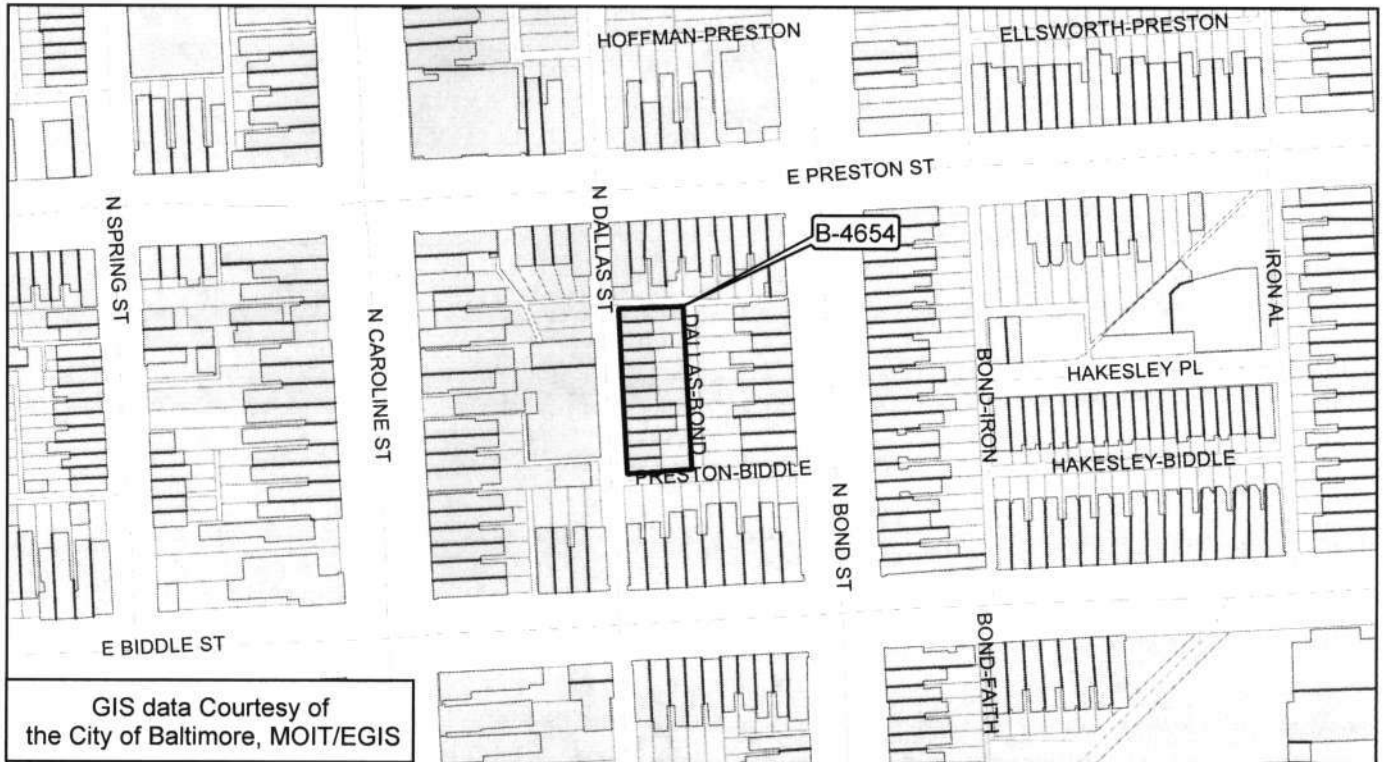 HOFFMAN-PRESTON
ELLSWORTH-PRESTON
E PRESTON ST
N SPRING ST
N DALLAS ST
B-4654
N CAROLINE ST
DALLAS-BOND
IRON AL
BOND-IRON
HAKESLEY PL
HAKESLEY-BIDDLE
PRESTON-BIDDLE
N BOND ST
E BIDDLE ST
BOND-FAITH
GIS data Courtesy of
the City of Baltimore, MOIT/EGIS